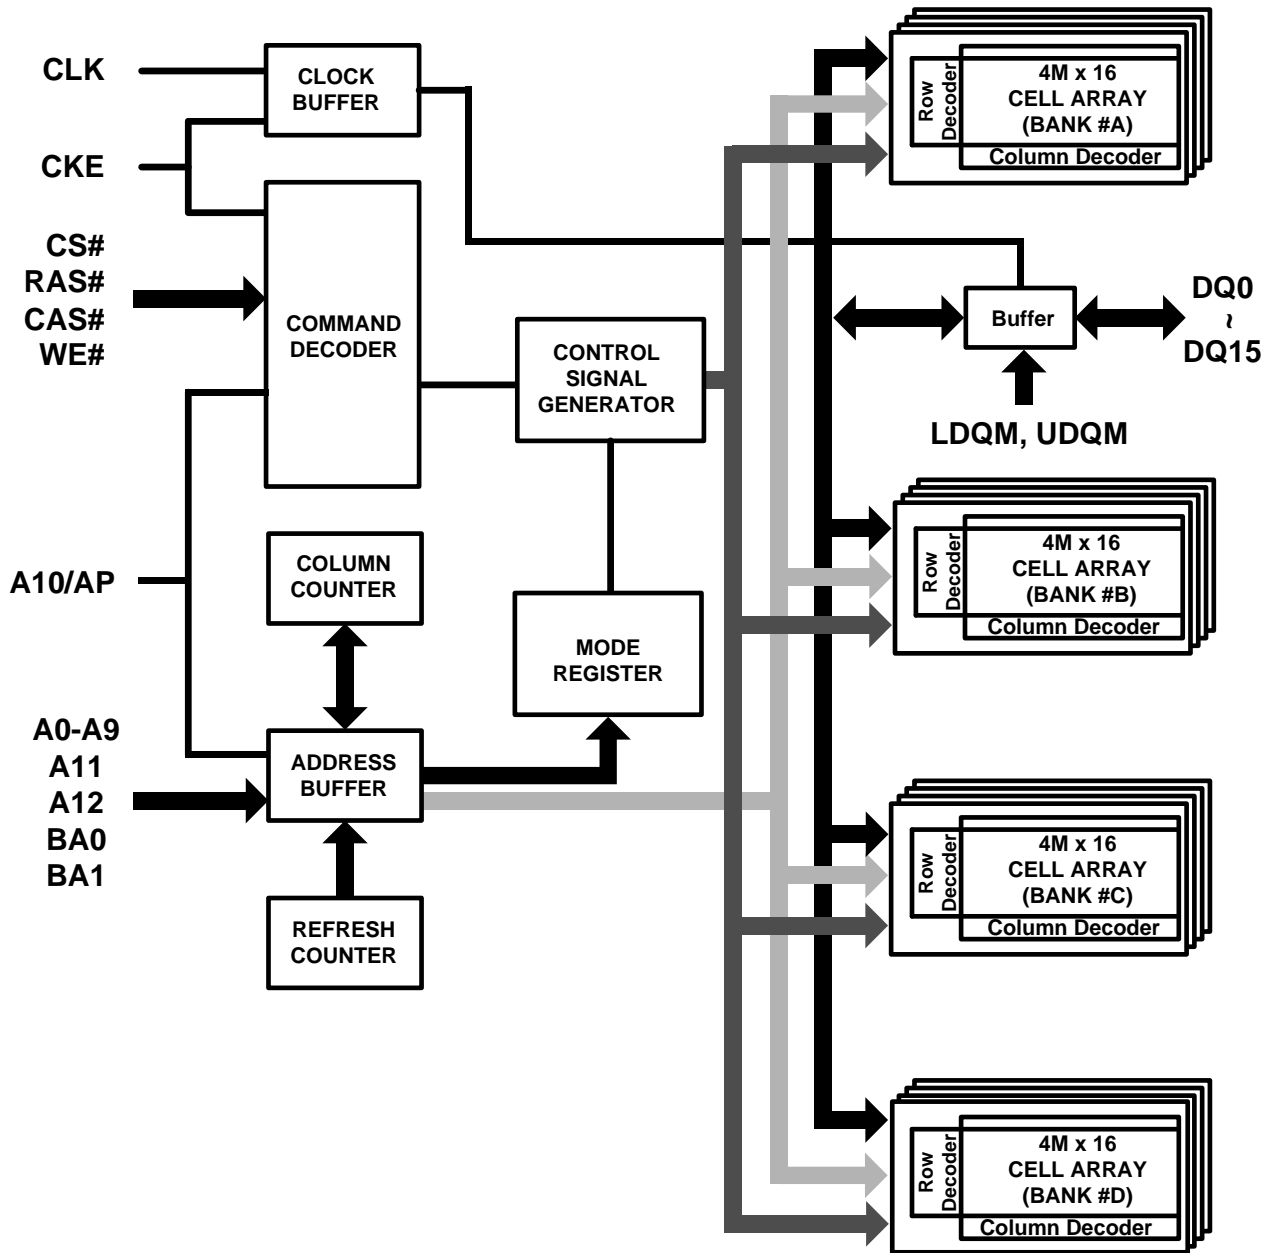 CLK
CKE
CS#
RAS#
CAS#
WE#
A10/AP
A0-A9
A11
A12
BA0
BA1
CLOCK
BUFFER
COMMAND
DECODER
COLUMN
COUNTER
ADDRESS
BUFFER
REFRESH
COUNTER
CONTROL
SIGNAL
GENERATOR
MODE
REGISTER
Row
Decoder
4M x 16
CELL ARRAY
(BANK #A)
Column Decoder
Buffer
DQ0
~
DQ15
LDQM, UDQM
Row
Decoder
4M x 16
CELL ARRAY
(BANK #B)
Column Decoder
Row
Decoder
4M x 16
CELL ARRAY
(BANK #C)
Column Decoder
Row
Decoder
4M x 16
CELL ARRAY
(BANK #D)
Column Decoder